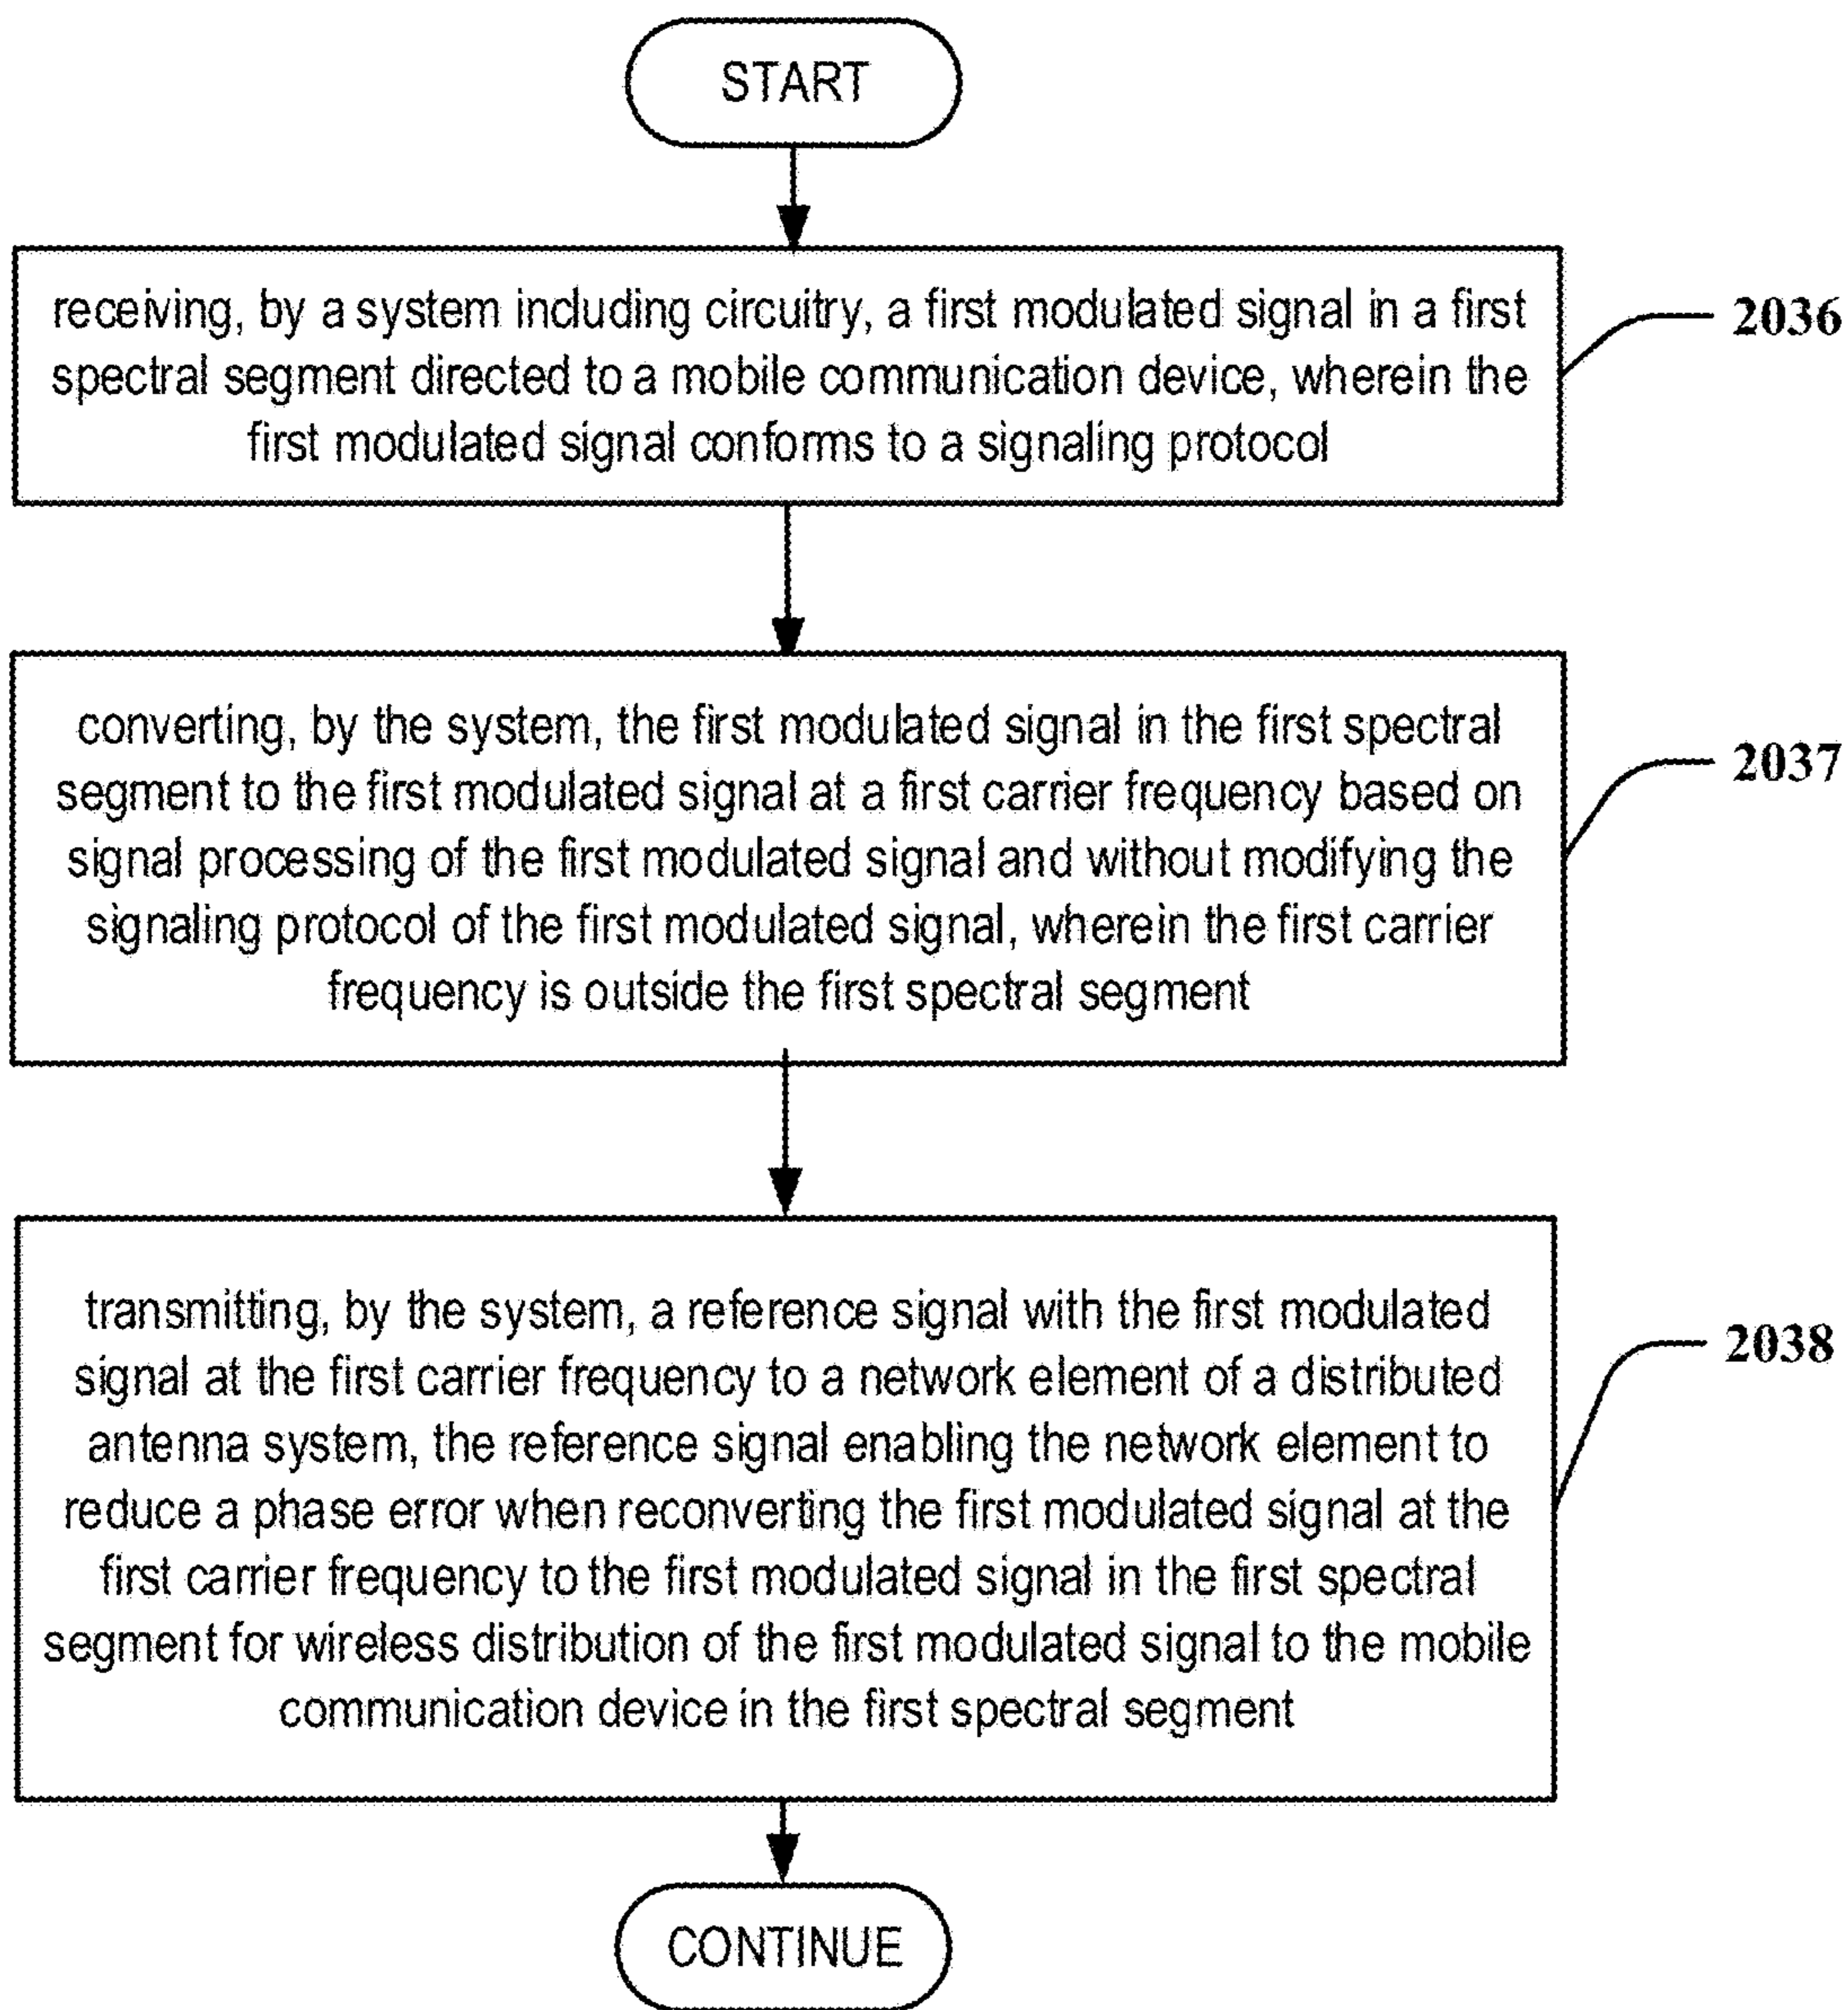 START
receiving, by a system including circuitry, a first modulated signal in a first
spectral segment directed to a mobile communication device, wherein the
first modulated signal conforms to a signaling protocol
2036
converting, by the system, the first modulated signal in the first spectral
segment to the first modulated signal at a first carrier frequency based on
signal processing of the first modulated signal and without modifying the
signaling protocol of the first modulated signal, wherein the first carrier
frequency is outside the first spectral segment
2037
transmitting, by the system, a reference signal with the first modulated
signal at the first carrier frequency to a network element of a distributed
antenna system, the reference signal enabling the network element to
reduce a phase error when reconverting the first modulated signal at the
first carrier frequency to the first modulated signal in the first spectral
segment for wireless distribution of the first modulated signal to the mobile
communication device in the first spectral segment
2038
CONTINUE